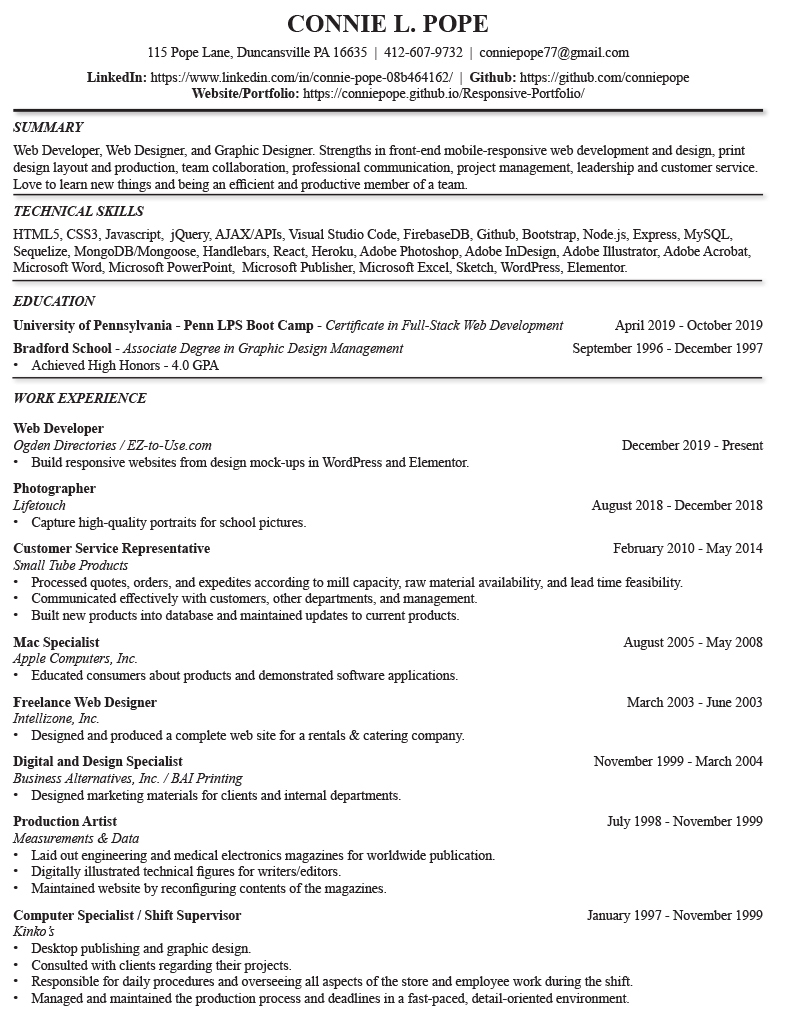 CONNIE L. POPE
115 Pope Lane, Duncansville PA 16635 | 412-607-9732 | conniepope77@gmail.com
LinkedIn: https://www.linkedin.com/in/connie-pope-08b464162/ | Github: https://github.com/conniepope
Website/Portfolio: https://conniepope.github.io/Responsive-Portfolio/
SUMMARY
Web Developer, Web Designer, and Graphic Designer. Strengths in front-end mobile-responsive web development and design, print
design layout and production, team collaboration, professional communication, project management, leadership and customer service.
Love to learn new things and being an efficient and productive member of a team.
TECHNICAL SKILLS
HTML5, CSS3, Javascript, jQuery, AJAX/APIs, Visual Studio Code, FirebaseDB, Github, Bootstrap, Node.js, Express, MySQL,
Sequelize, MongoDB/Mongoose, Handlebars, React, Heroku, Adobe Photoshop, Adobe InDesign, Adobe Illustrator, Adobe Acrobat,
Microsoft Word, Microsoft PowerPoint, Microsoft Publisher, Microsoft Excel, Sketch, WordPress, Elementor.
EDUCATION
University of Pennsylvania - Penn LPS Boot Camp - Certificate in Full-Stack Web Development April 2019 - October 2019
Bradford School - Associate Degree in Graphic Design Management September 1996 - December 1997
• Achieved High Honors - 4.0 GPA
WORK EXPERIENCE
Web Developer
Ogden Directories / EZ-to-Use.com December 2019 - Present
• Build responsive websites from design mock-ups in WordPress and Elementor.
Photographer
Lifetouch August 2018 - December 2018
• Capture high-quality portraits for school pictures.
Customer Service Representative February 2010 - May 2014
Small Tube Products
• Processed quotes, orders, and expedites according to mill capacity, raw material availability, and lead time feasibility.
• Communicated effectively with customers, other departments, and management.
• Built new products into database and maintained updates to current products.
Mac Specialist August 2005 - May 2008
Apple Computers, Inc.
• Educated consumers about products and demonstrated software applications.
Freelance Web Designer March 2003 - June 2003
Intellizone, Inc.
• Designed and produced a complete web site for a rentals & catering company.
Digital and Design Specialist November 1999 - March 2004
Business Alternatives, Inc. / BAI Printing
• Designed marketing materials for clients and internal departments.
Production Artist July 1998 - November 1999
Measurements & Data
• Laid out engineering and medical electronics magazines for worldwide publication.
• Digitally illustrated technical figures for writers/editors.
• Maintained website by reconfiguring contents of the magazines.
Computer Specialist / Shift Supervisor January 1997 - November 1999
Kinko's
• Desktop publishing and graphic design.
• Consulted with clients regarding their projects.
• Responsible for daily procedures and overseeing all aspects of the store and employee work during the shift.
• Managed and maintained the production process and deadlines in a fast-paced, detail-oriented environment.